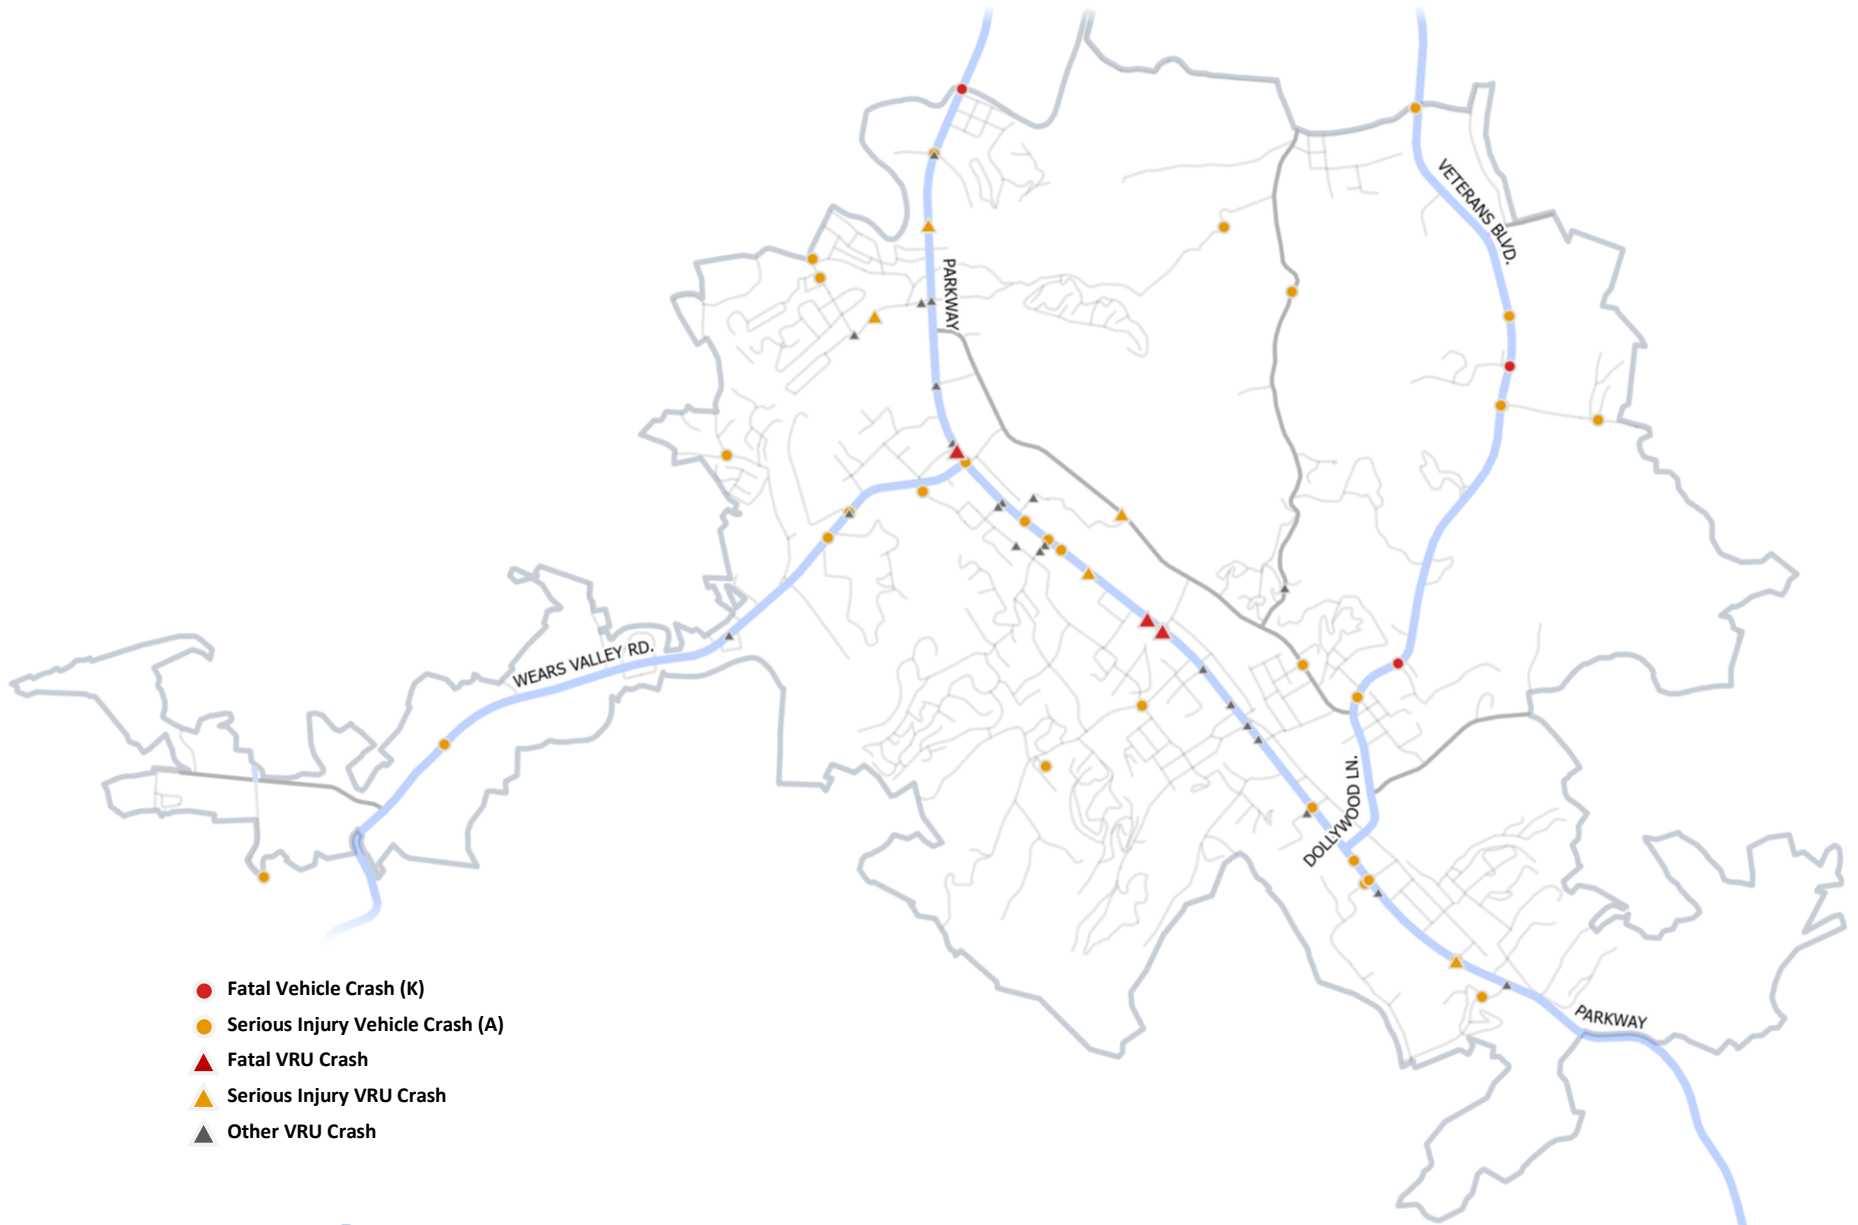 VETERANS BLVD.
PARKWAY
WEARS VALLEY RD.
DOLLYWOOD LN.
PARKWAY
Fatal Vehicle Crash (K)
Serious Injury Vehicle Crash (A)
Fatal VRU Crash
Serious Injury VRU Crash
Other VRU Crash